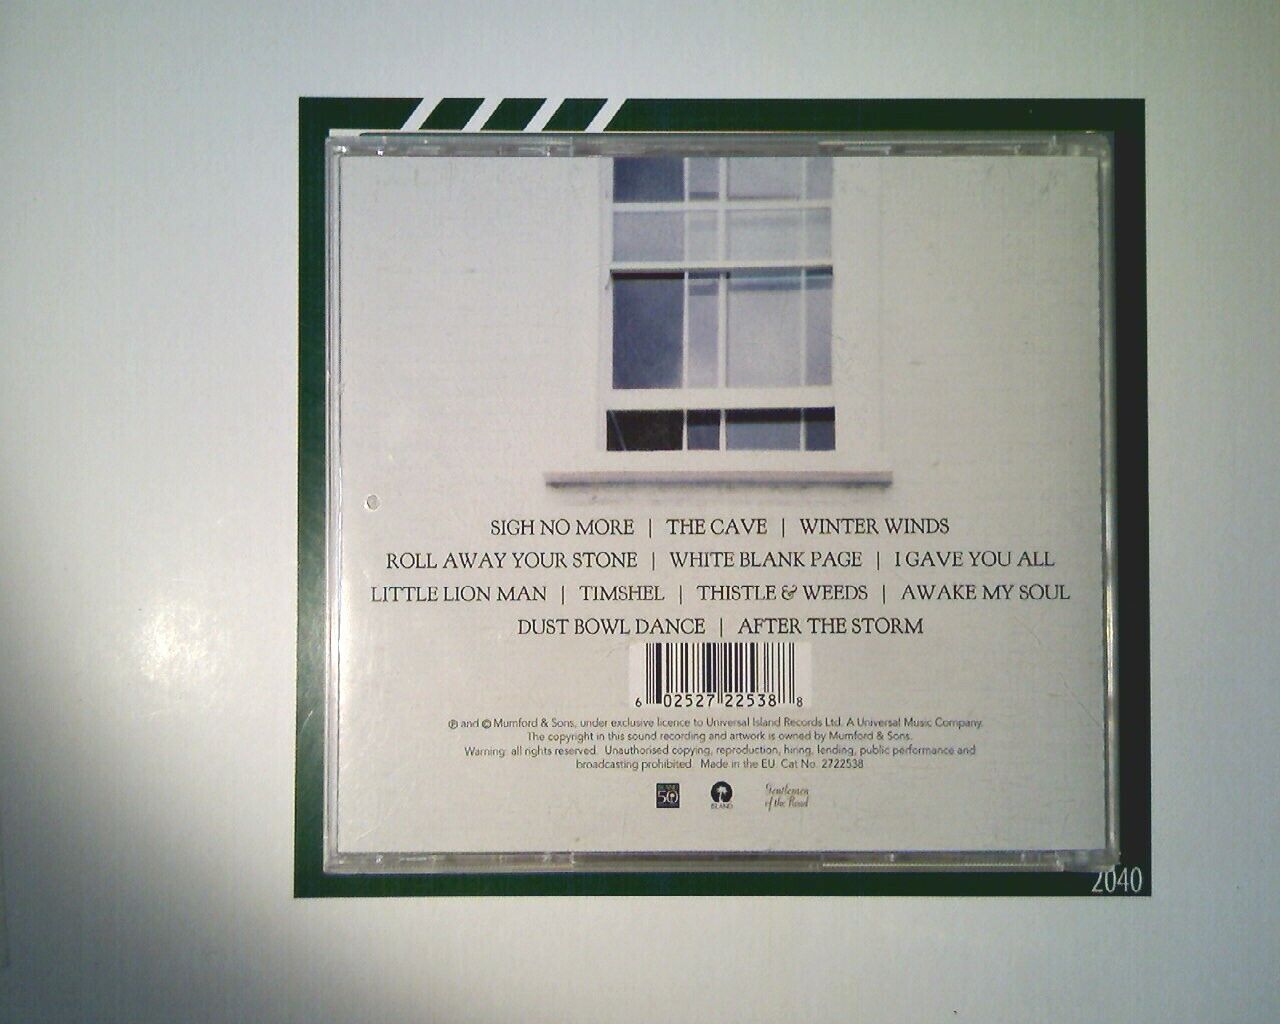 SIGH NO MORE | THE CAVE | WINTER WINDS
ROLL AWAY YOUR STONE | WHITE BLANK PAGE | I GAVE YOU ALL
LITTLE LION MAN | TIMSHEL | THISTLE & WEEDS | AWAKE MY SOUL
DUST BOWL DANCE | AFTER THE STORM
6 02527 22538 8
℗ and © Mumford & Sons, under exclusive licence to Universal Island Records Ltd. A Universal Music Company.
The copyright in this sound recording and artwork is owned by Mumford & Sons.
Warning: all rights reserved. Unauthorised copying, reproduction, hiring, lending, public performance and
broadcasting prohibited. Made in the EU. Cat No. 2722538
ISLAND 50 ISLAND Gentlemen
of the Road
2040